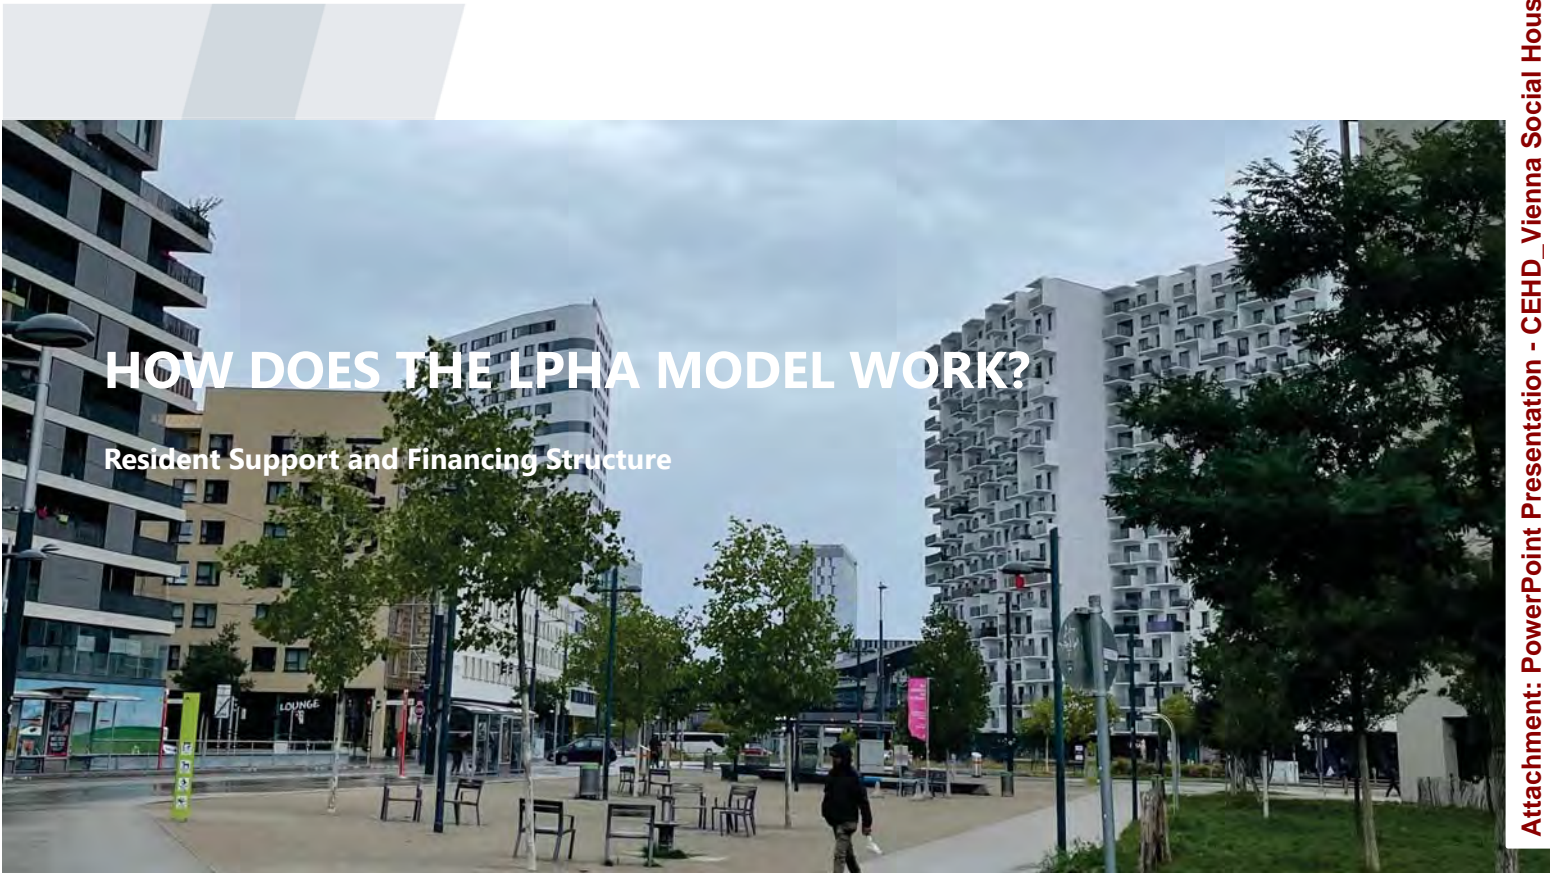 HOW DOES THE LPHA MODEL WORK?
Resident Support and Financing Structure
LOUNGE
Attachment: PowerPoint Presentation - CEHD_Vienna Social Hous